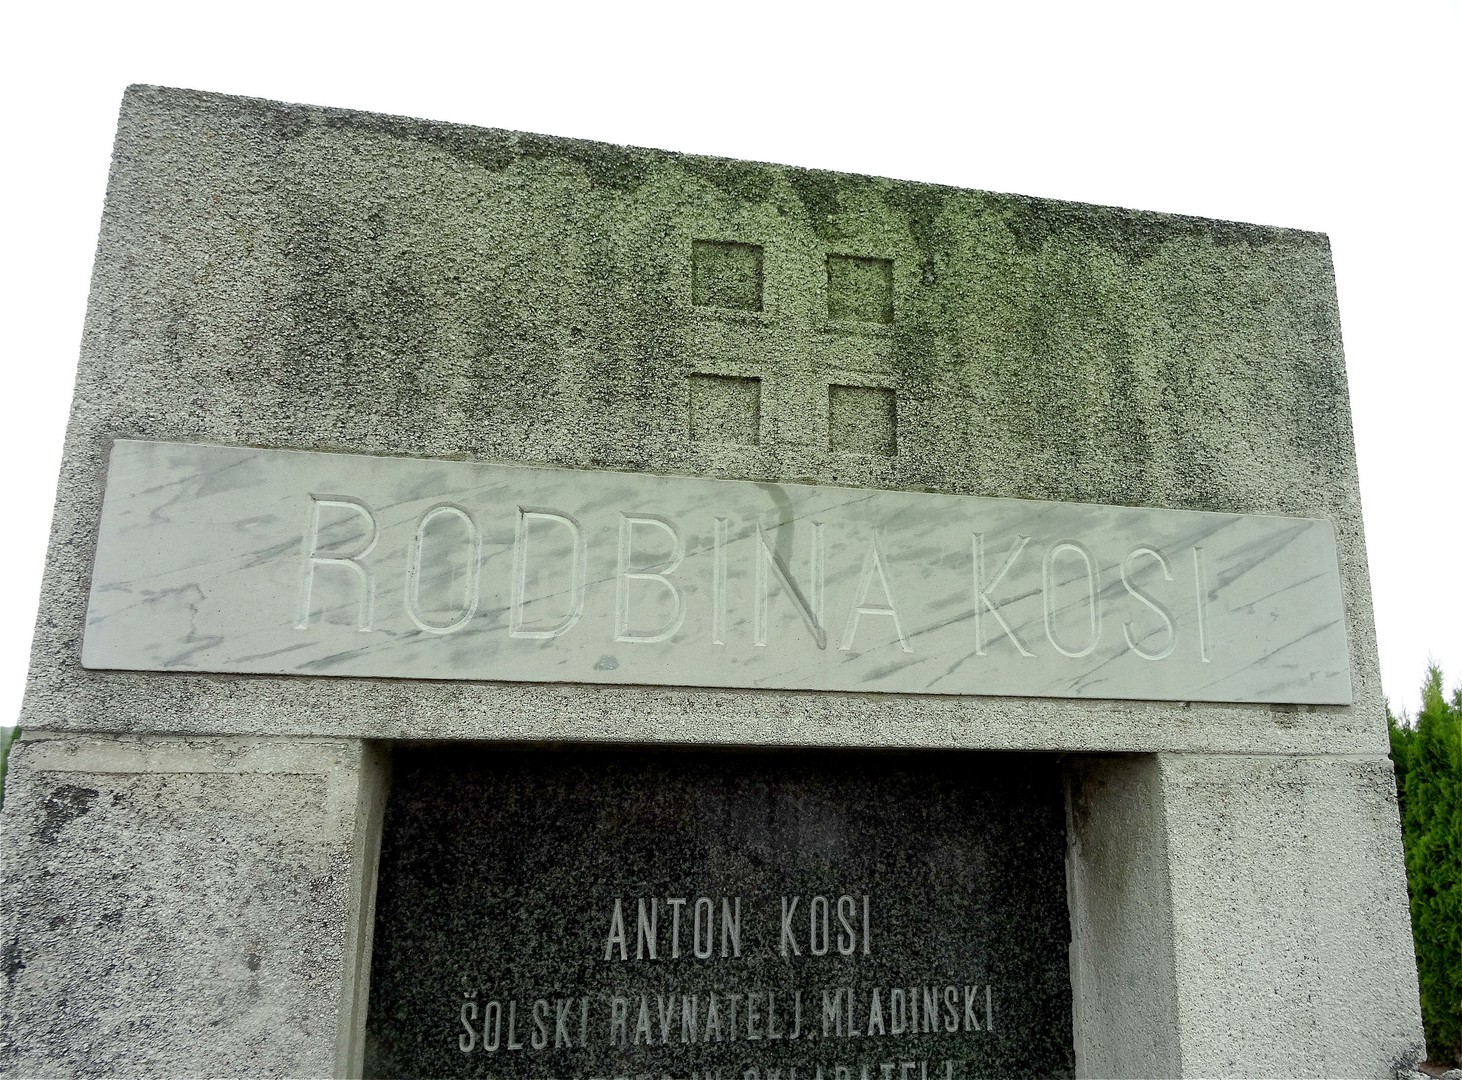 RODBINA KOSI
ANTON KOSI
ŠOLSKI RAVNATELJ, MLADINSKI